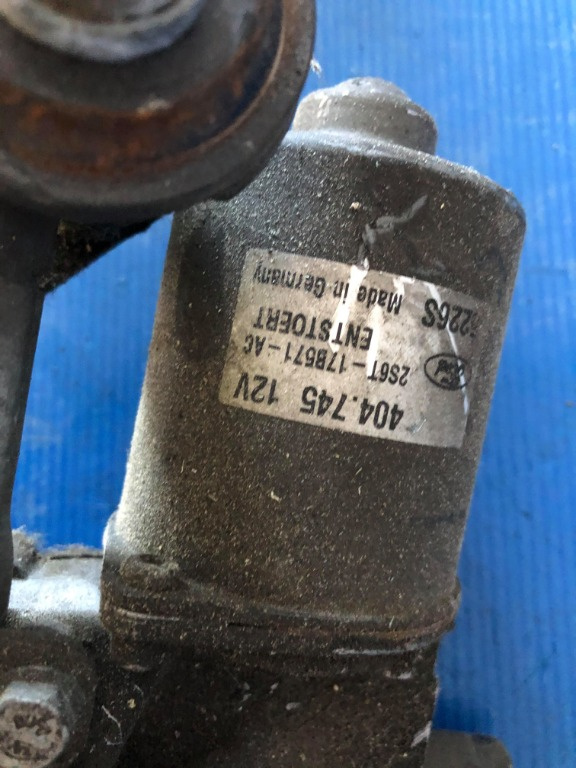 404.745 12V
2S6T-17B571-AC
ENTSTOERT
226S Made in Germany